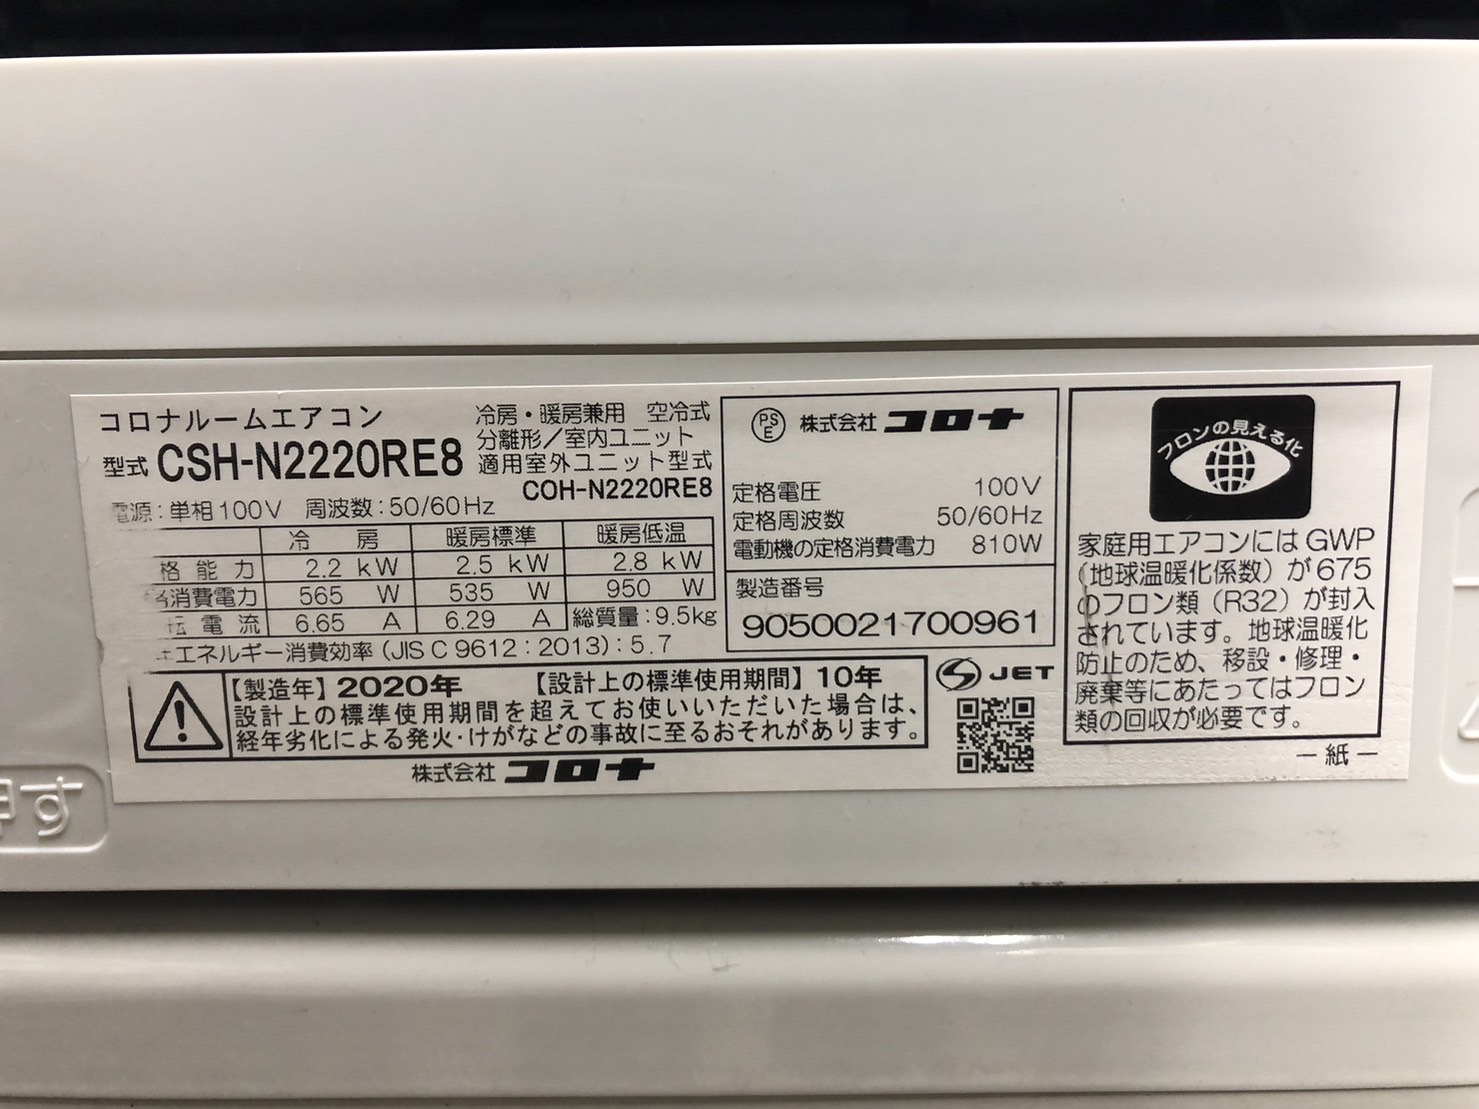 コロナルームエアコン
型式 CSH-N2220RE8
冷房・暖房兼用 空冷式
分離形/室内ユニット
適用室外ユニット型式
COH-N2220RE8
電源:単相100V 周波数:50/60Hz
冷 房 暖房標準 暖房低温
格能力 2.2 kW 2.5 kW 2.8 kW
消費電力 565 W 535 W 950 W
転電流 6.65 A 6.29 A 総質量:9.5kg
エネルギー消費効率(JIS C 9612:2013):5.7
【製造年】2020年 【設計上の標準使用期間】10年
設計上の標準使用期間を超えてお使いいただいた場合は、
経年劣化による発火・けがなどの事故に至るおそれがあります。
株式会社 コロナ
PS
E
株式会社 コロナ
定格電圧 100V
定格周波数 50/60Hz
電動機の定格消費電力 810W
製造番号
9050021700961
JET
フロンの見える化
家庭用エアコンにはGWP
(地球温暖化係数)が675
のフロン類(R32)が封入
されています。地球温暖化
防止のため、移設・修理・
廃棄等にあたってはフロン
類の回収が必要です。
−紙−
押す